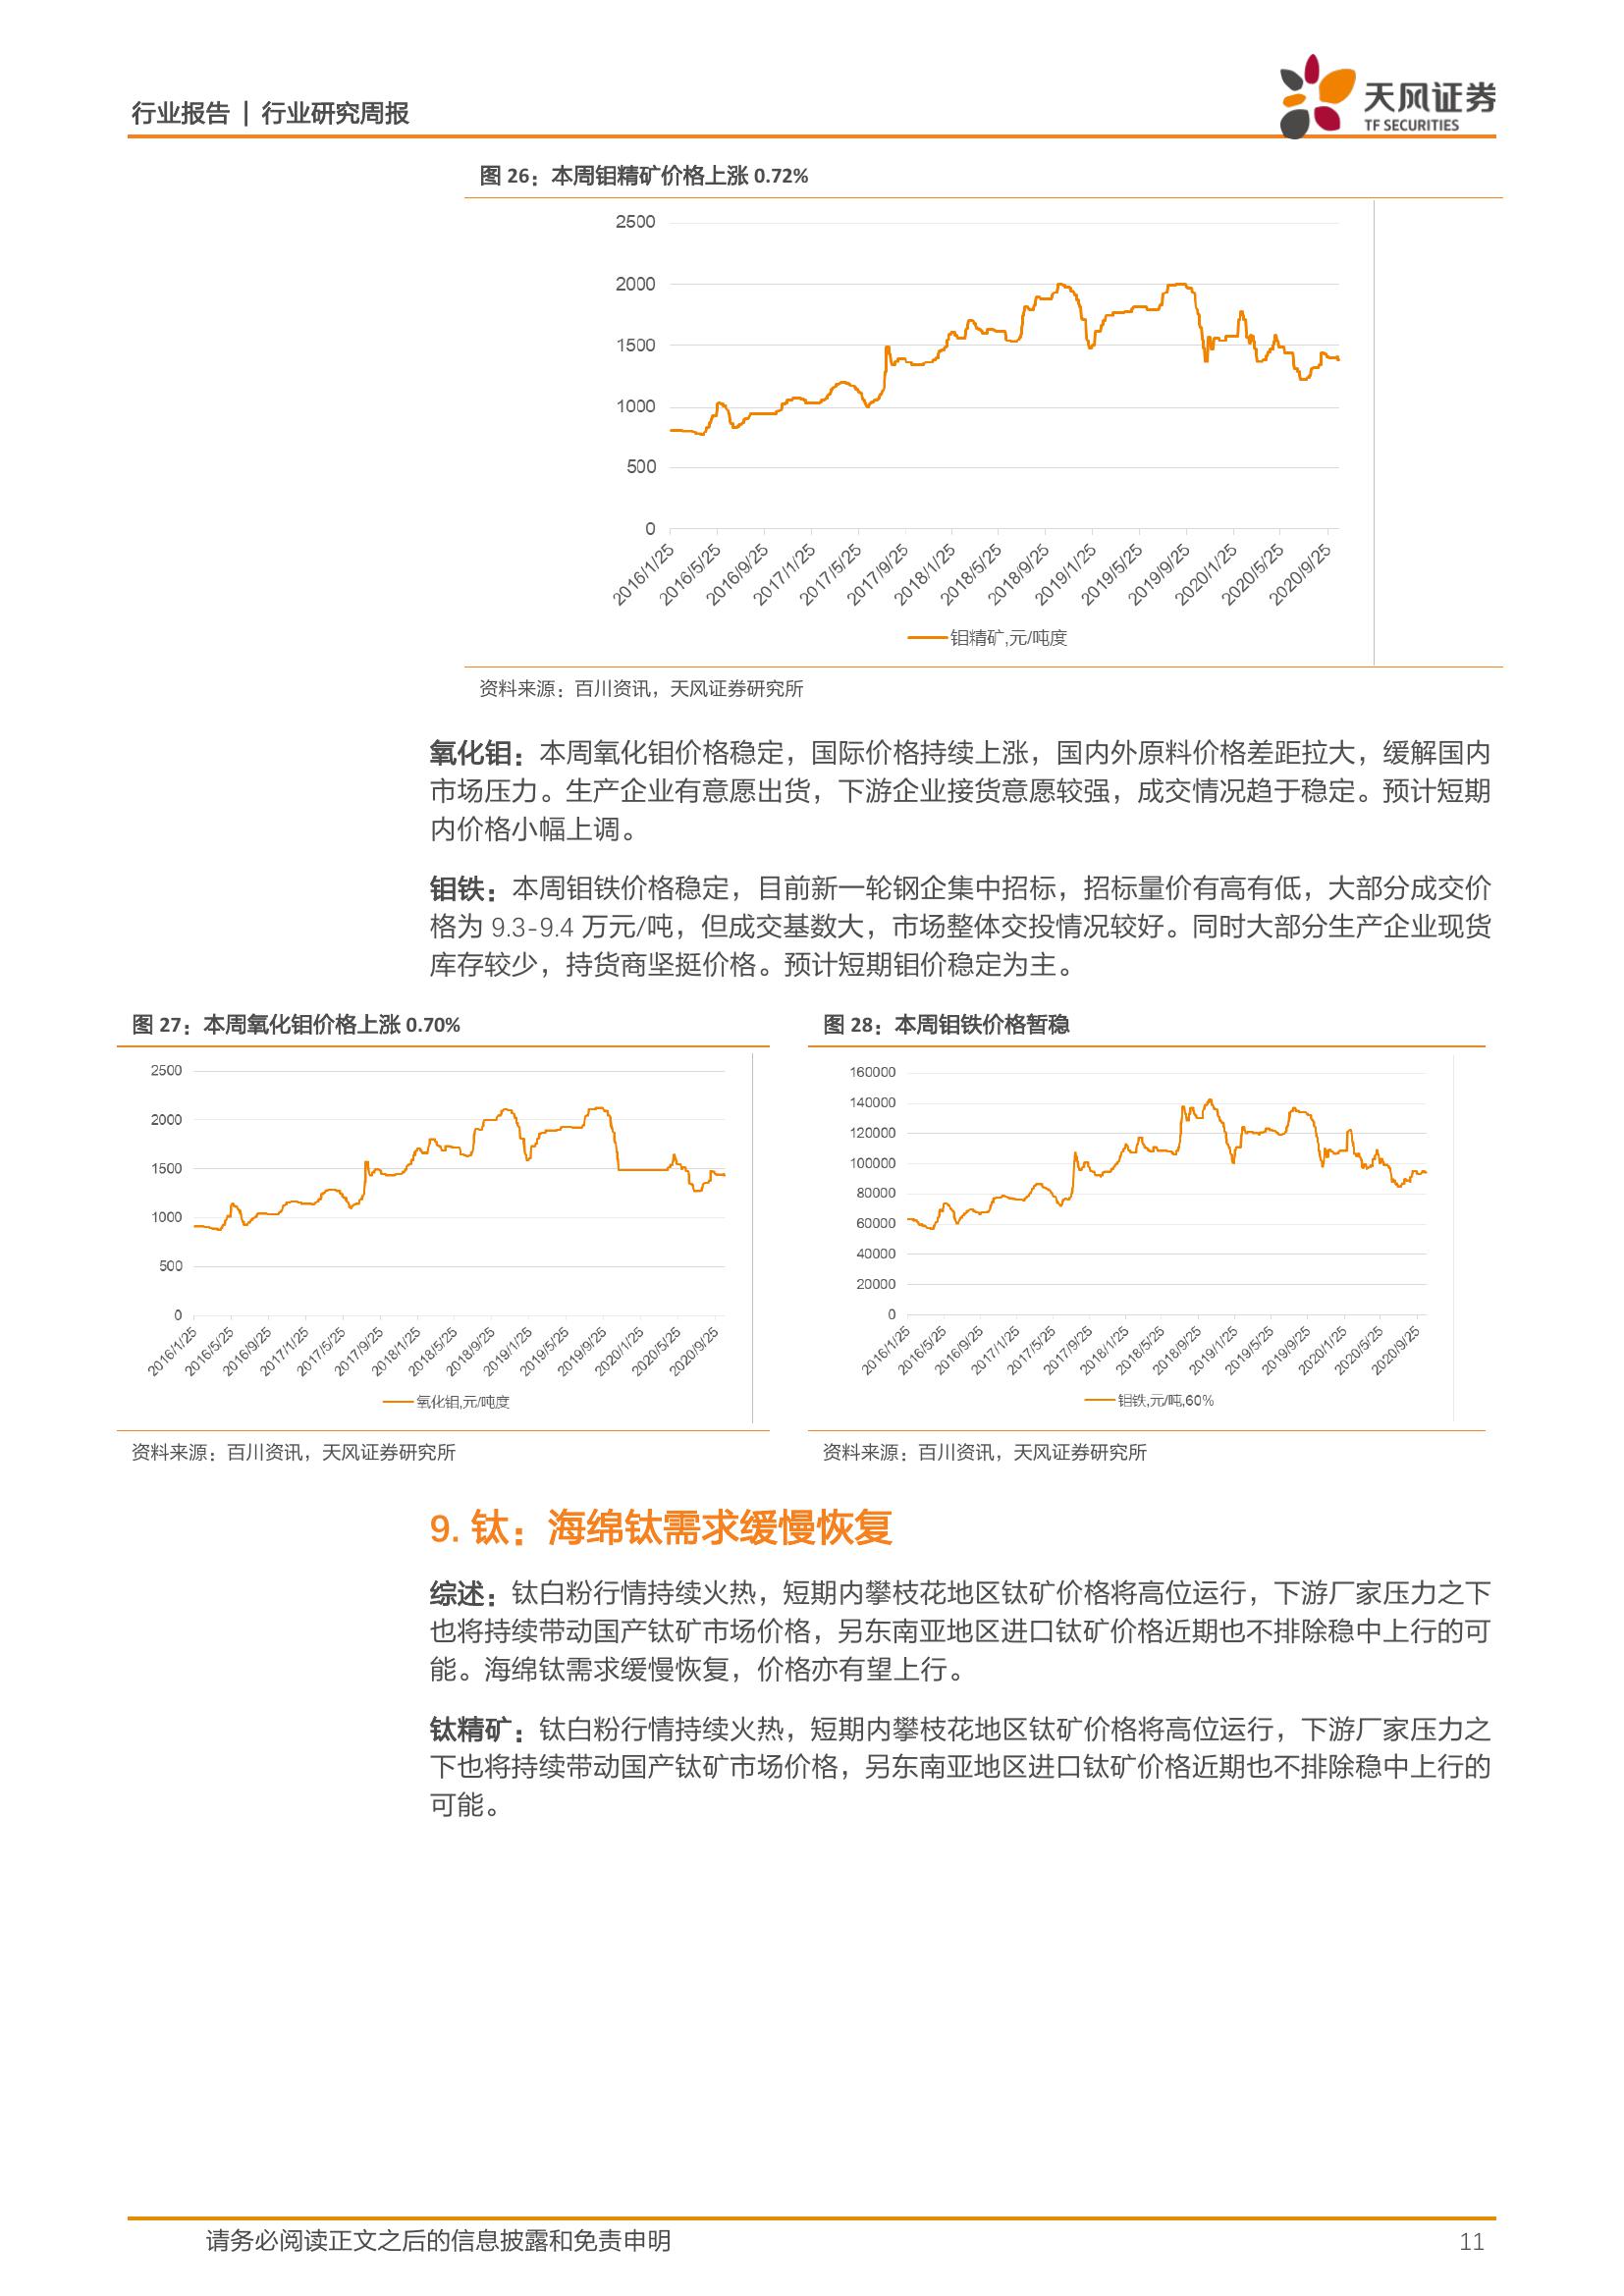 行业报告 | 行业研究周报
天风证券
TF SECURITIES
图 26：本周钼精矿价格上涨 0.72%
2500
2000
1500
1000
500
0
2016/1/25
2016/5/25
2016/9/25
2017/1/25
2017/5/25
2017/9/25
2018/1/25
2018/5/25
2018/9/25
2019/1/25
2019/5/25
2019/9/25
2020/1/25
2020/5/25
2020/9/25
钼精矿,元/吨度
资料来源：百川资讯，天风证券研究所
氧化钼：本周氧化钼价格稳定，国际价格持续上涨，国内外原料价格差距拉大，缓解国内
市场压力。生产企业有意愿出货，下游企业接货意愿较强，成交情况趋于稳定。预计短期
内价格小幅上调。
钼铁：本周钼铁价格稳定，目前新一轮钢企集中招标，招标量价有高有低，大部分成交价
格为 9.3-9.4 万元/吨，但成交基数大，市场整体交投情况较好。同时大部分生产企业现货
库存较少，持货商坚挺价格。预计短期钼价稳定为主。
图 27：本周氧化钼价格上涨 0.70%
2500
2000
1500
1000
500
0
2016/1/25
2016/5/25
2016/9/25
2017/1/25
2017/5/25
2017/9/25
2018/1/25
2018/5/25
2018/9/25
2019/1/25
2019/5/25
2019/9/25
2020/1/25
2020/5/25
2020/9/25
氧化钼,元/吨度
资料来源：百川资讯，天风证券研究所
图 28：本周钼铁价格暂稳
160000
140000
120000
100000
80000
60000
40000
20000
0
2016/1/25
2016/5/25
2016/9/25
2017/1/25
2017/5/25
2017/9/25
2018/1/25
2018/5/25
2018/9/25
2019/1/25
2019/5/25
2019/9/25
2020/1/25
2020/5/25
2020/9/25
钼铁,元/吨,60%
资料来源：百川资讯，天风证券研究所
9. 钛：海绵钛需求缓慢恢复
综述：钛白粉行情持续火热，短期内攀枝花地区钛矿价格将高位运行，下游厂家压力之下
也将持续带动国产钛矿市场价格，另东南亚地区进口钛矿价格近期也不排除稳中上行的可
能。海绵钛需求缓慢恢复，价格亦有望上行。
钛精矿：钛白粉行情持续火热，短期内攀枝花地区钛矿价格将高位运行，下游厂家压力之
下也将持续带动国产钛矿市场价格，另东南亚地区进口钛矿价格近期也不排除稳中上行的
可能。
请务必阅读正文之后的信息披露和免责申明
11